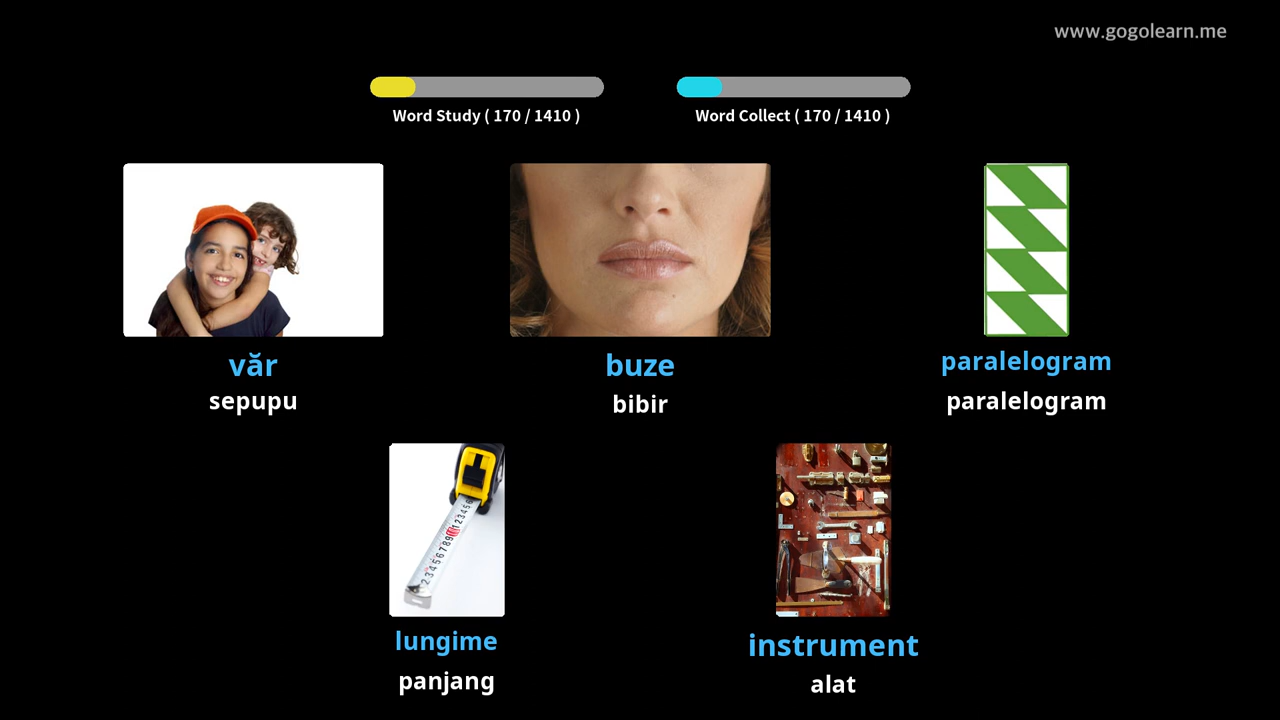 www.gogolearn.me
Word Study ( 170 / 1410 )
Word Collect ( 170 / 1410 )
văr
sepupu
buze
bibir
paralelogram
paralelogram
lungime
panjang
instrument
alat